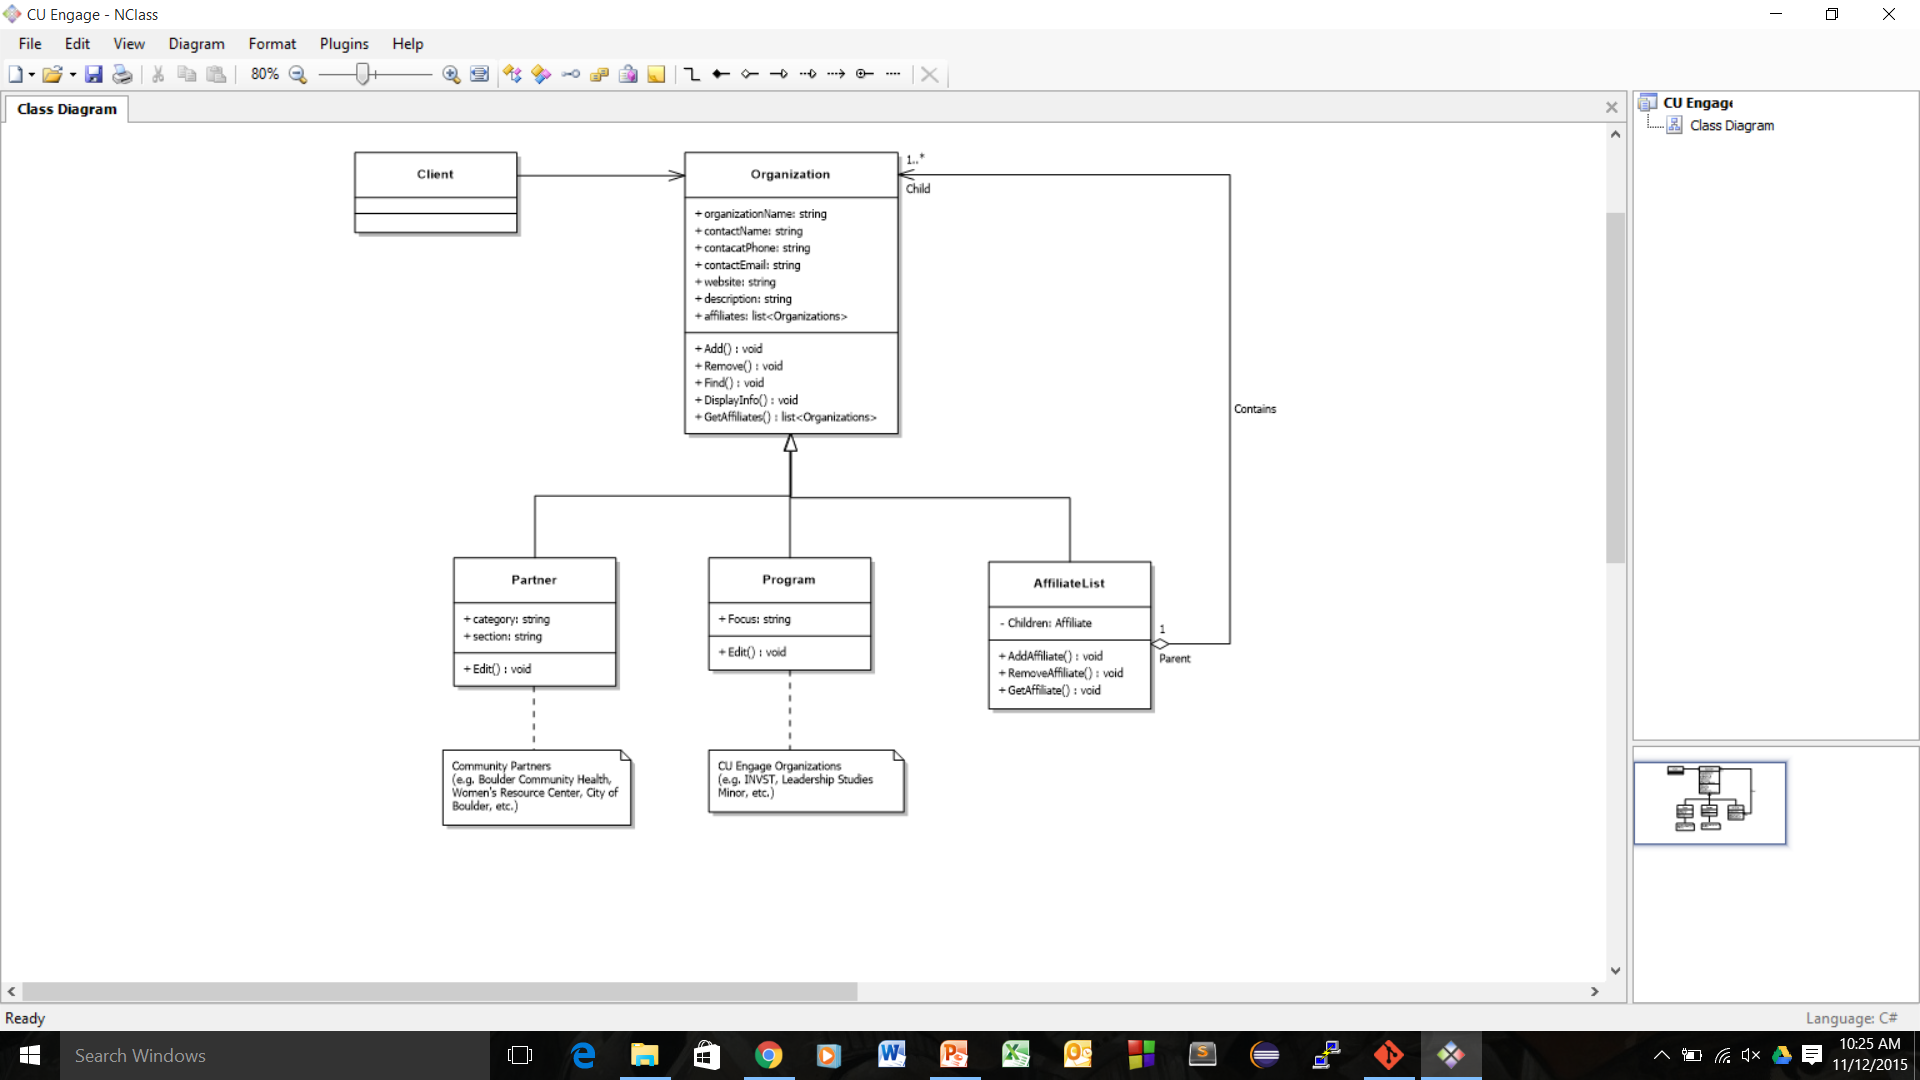 CU Engage - NClass
File Edit View Diagram Format Plugins Help
80%
Class Diagram
CU Engage
Class Diagram
Client
Organization
+ organizationName: string
+ contactName: string
+ contacatPhone: string
+ contactEmail: string
+ website: string
+ description: string
+ affiliates: list<Organizations>
+ Add() : void
+ Remove() : void
+ Find() : void
+ DisplayInfo() : void
+ GetAffiliates() : list<Organizations>
1..*
Child
Contains
Partner
+ category: string
+ section: string
+ Edit() : void
Program
+ Focus: string
+ Edit() : void
AffiliateList
- Children: Affiliate
+ AddAffiliate() : void
+ RemoveAffiliate() : void
+ GetAffiliate() : void
1
Parent
Community Partners
(e.g. Boulder Community Health,
Women's Resource Center, City of
Boulder, etc.)
CU Engage Organizations
(e.g. INVST, Leadership Studies
Minor, etc.)
Ready
Language: C#
Search Windows
10:25 AM
11/12/2015